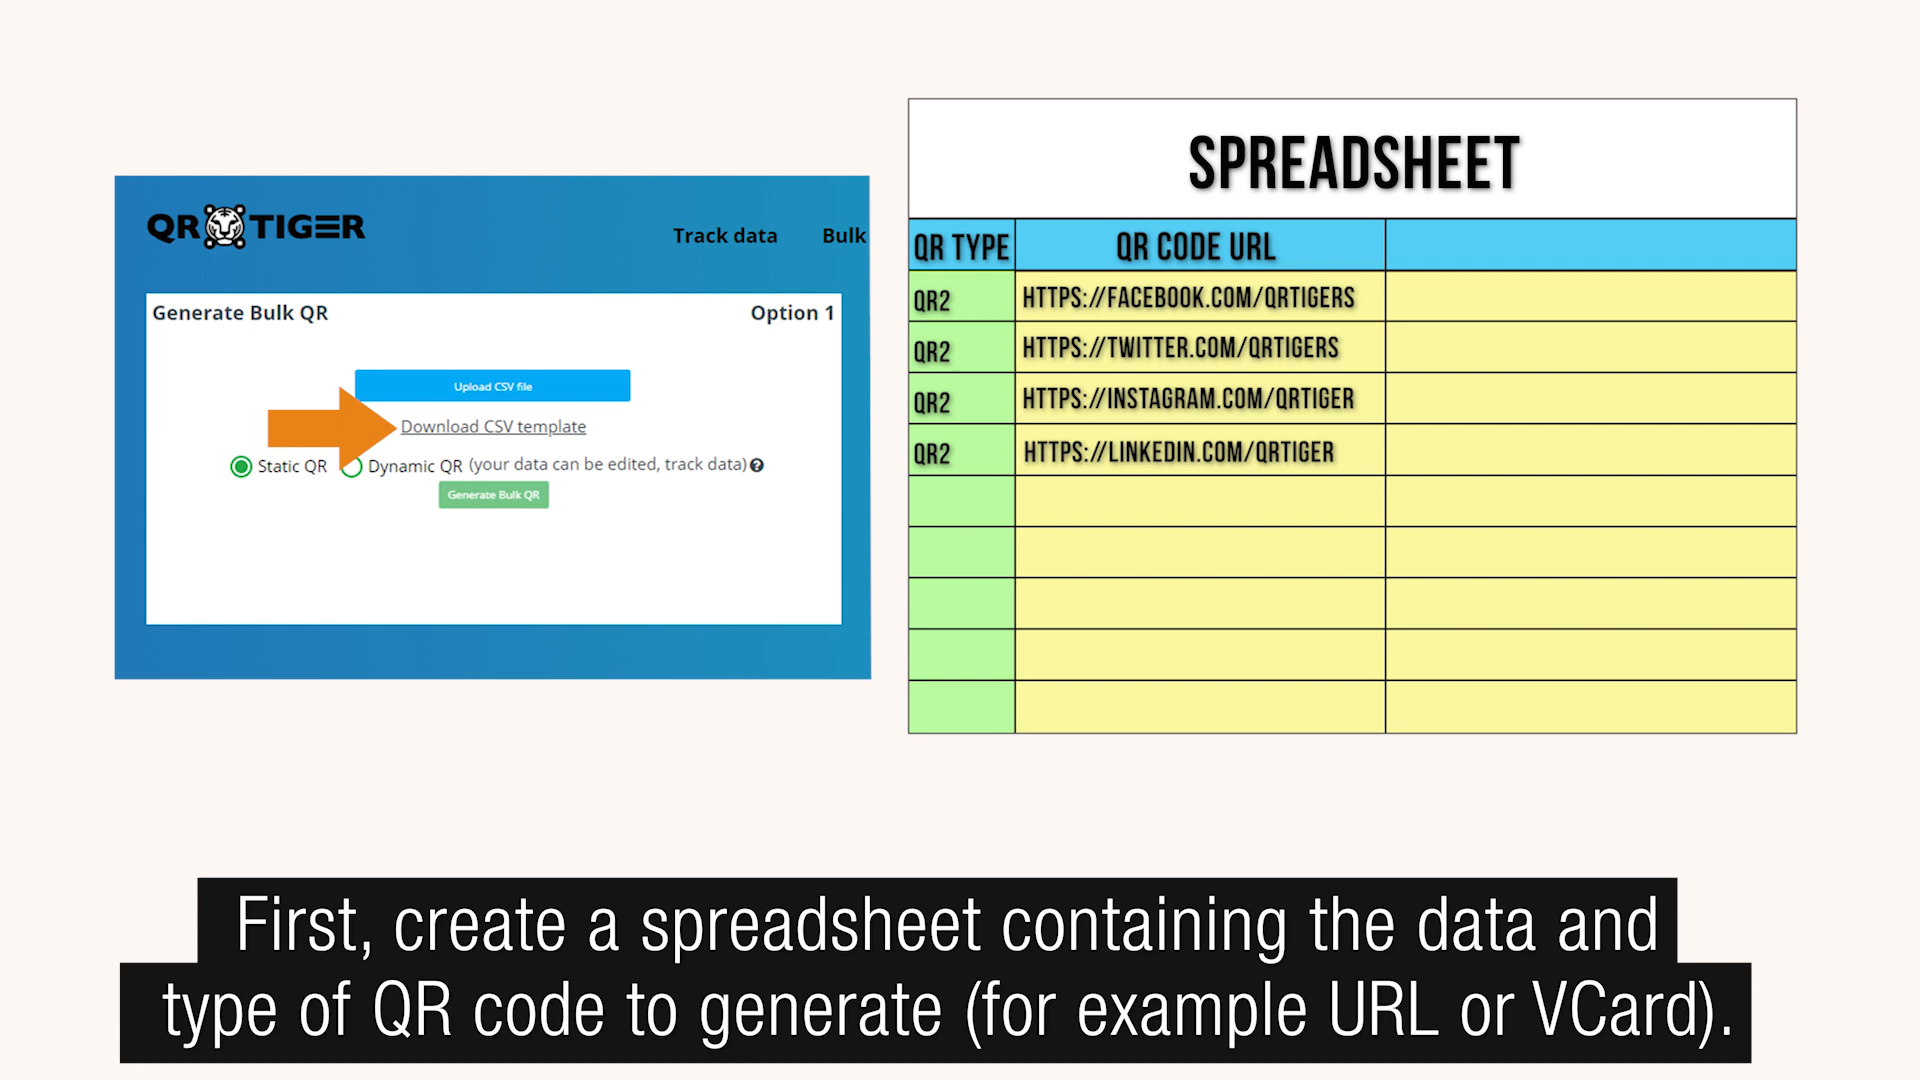 QR TIGER
Track data Bulk
Generate Bulk QR Option 1
Upload CSV file
Download CSV template
Static QR Dynamic QR (your data can be edited, track data) ?
Generate Bulk QR
SPREADSHEET
QR TYPE QR CODE URL
QR2 HTTPS://FACEBOOK.COM/QRTIGERS
QR2 HTTPS://TWITTER.COM/QRTIGERS
QR2 HTTPS://INSTAGRAM.COM/QRTIGER
QR2 HTTPS://LINKEDIN.COM/QRTIGER
First, create a spreadsheet containing the data and
type of QR code to generate (for example URL or VCard).